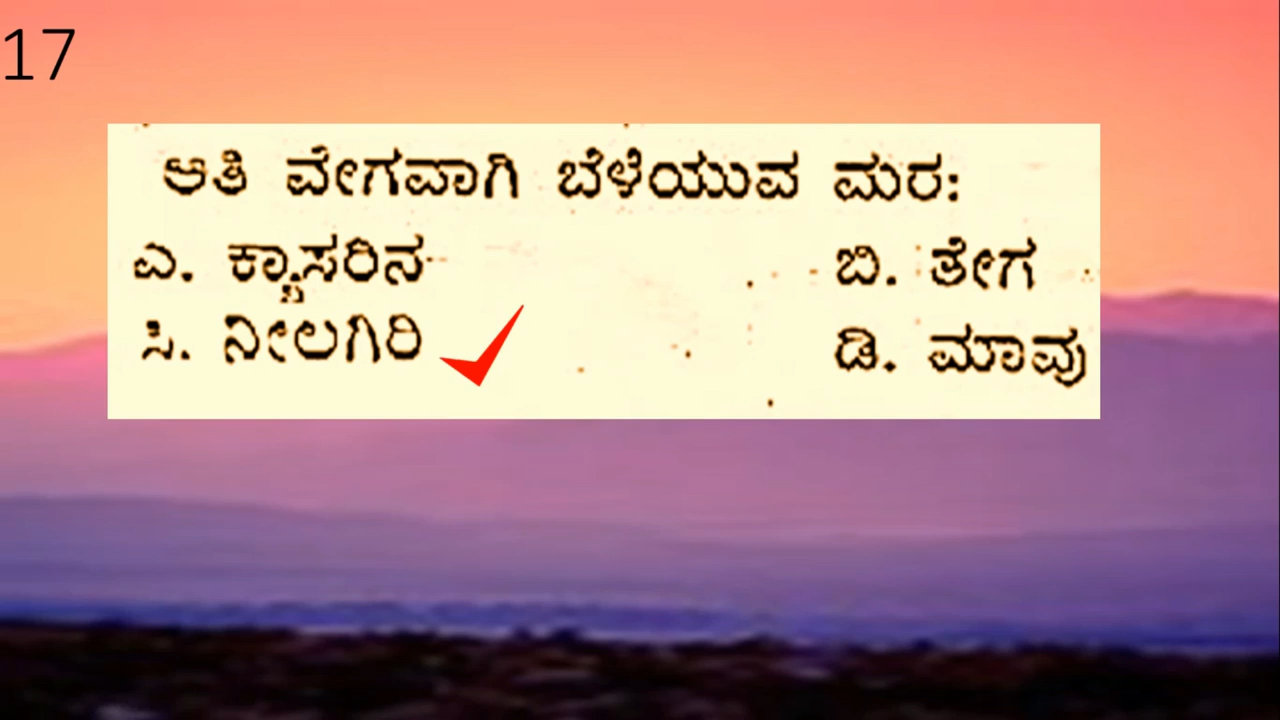 17
ಅತಿ ವೇಗವಾಗಿ ಬೆಳೆಯುವ ಮರ:
ಎ. ಕ್ಯಾಸರಿನ ಬಿ. ತೇಗ
ಸಿ. ನೀಲಗಿರಿ ಡಿ. ಮಾವು